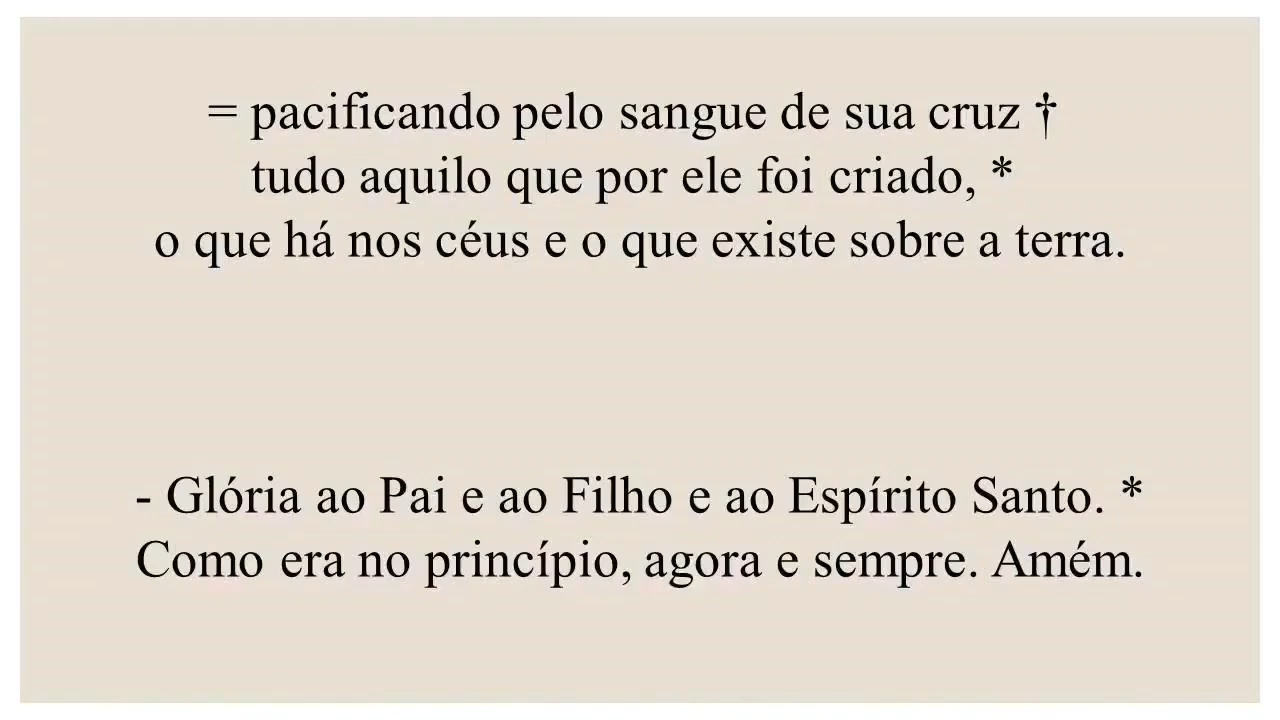 = pacificando pelo sangue de sua cruz †
tudo aquilo que por ele foi criado, *
o que há nos céus e o que existe sobre a terra.
- Glória ao Pai e ao Filho e ao Espírito Santo. *
Como era no princípio, agora e sempre. Amém.